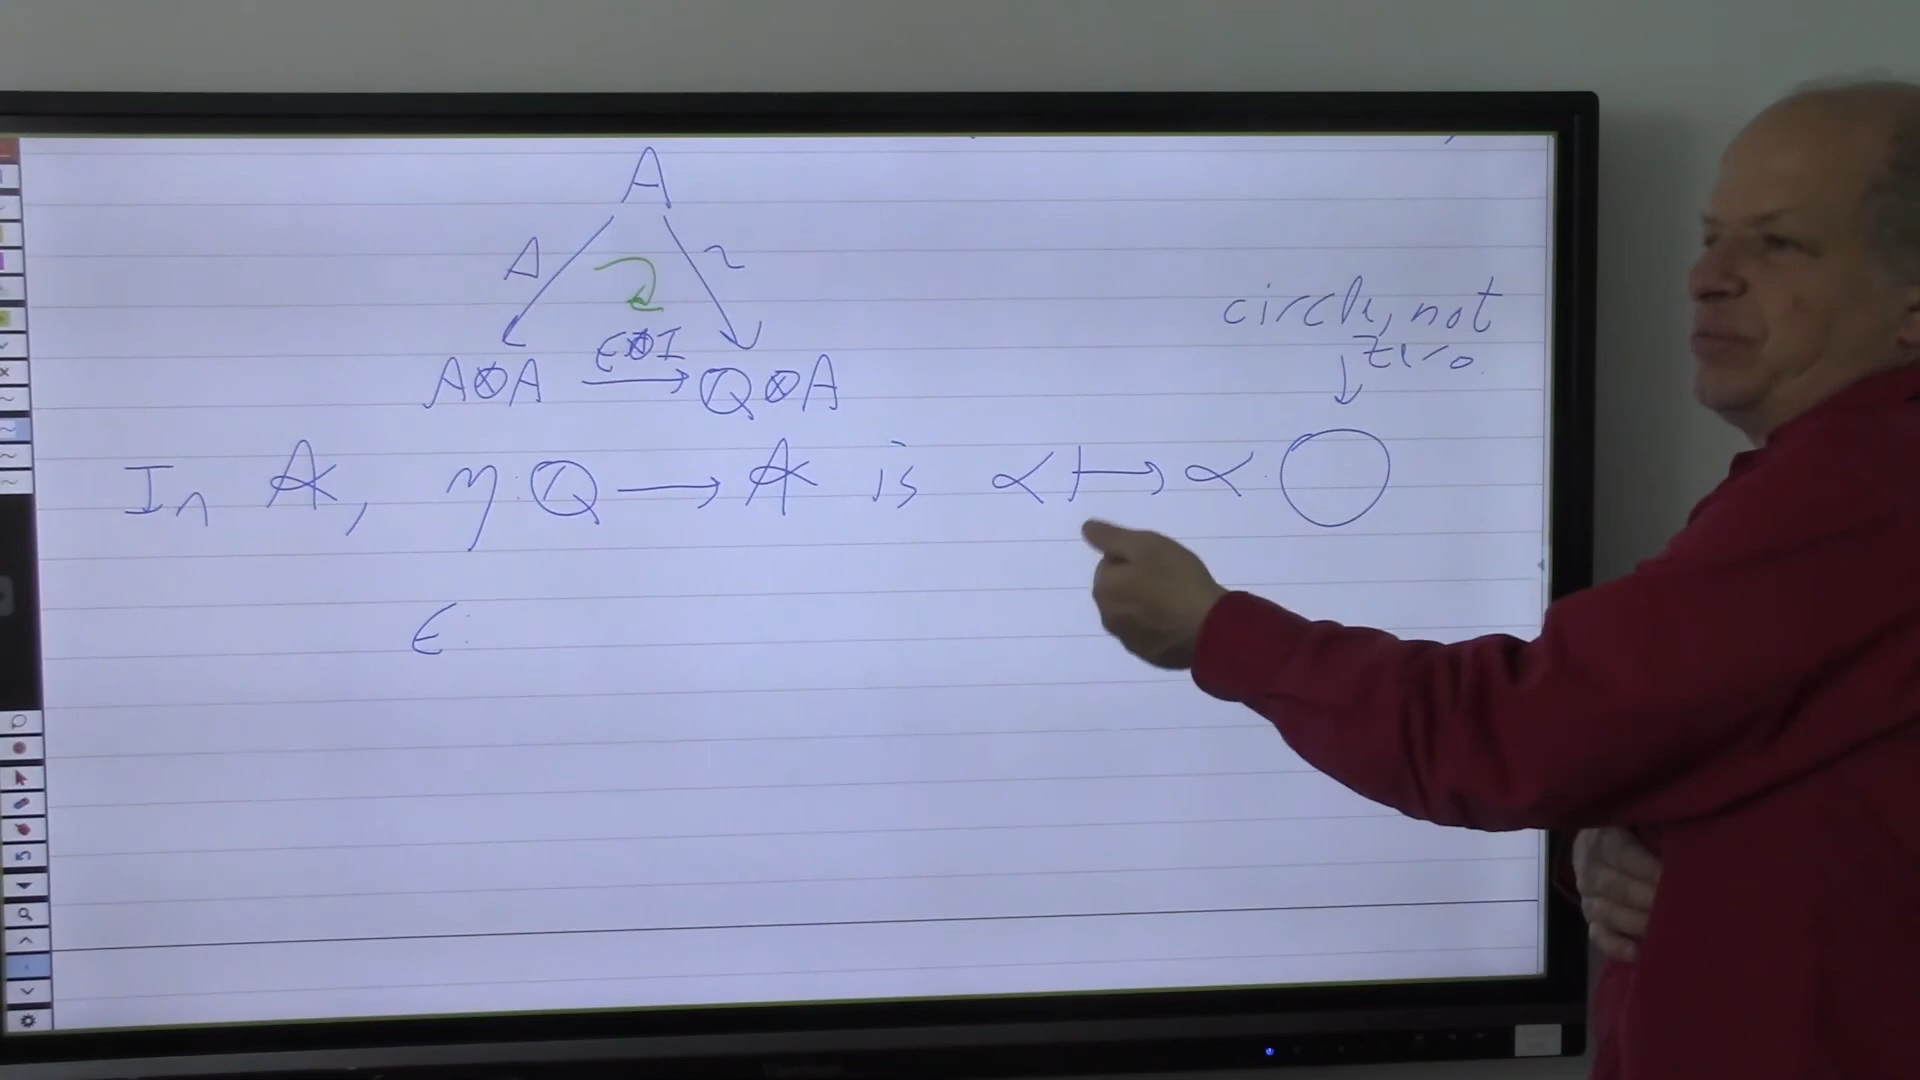 A
Δ ~
ϵ⊗I
A⊗A → ℚ⊗A
circle, not
zero
↓
In 𝔸, η: ℚ → 𝔸 is α ↦ α·◯
ϵ: